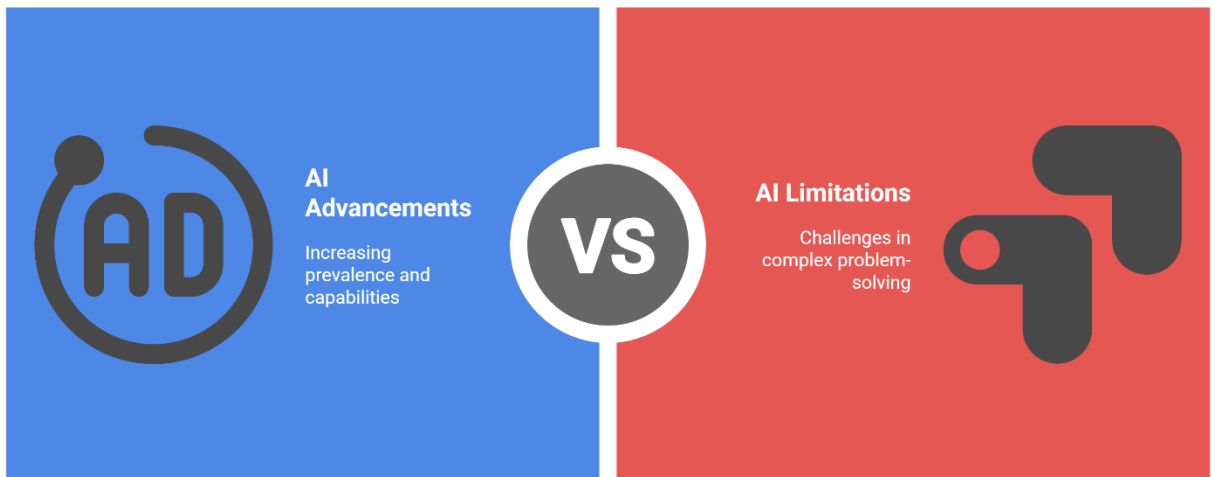 AD
AI
Advancements
Increasing
prevalence and
capabilities
VS
AI Limitations
Challenges in
complex problem-
solving